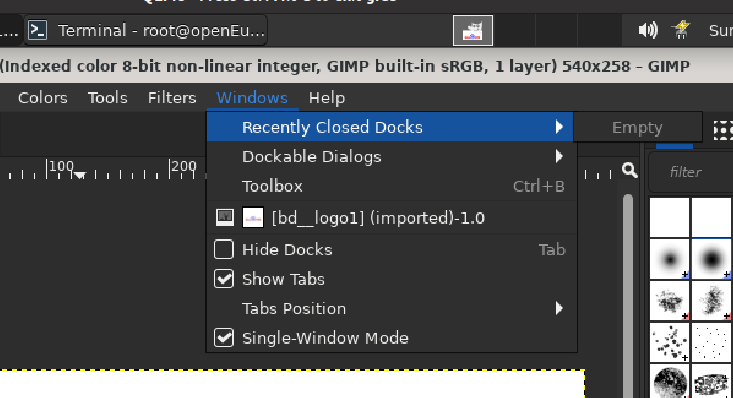 Terminal - root@openEu...
Sur
(Indexed color 8-bit non-linear integer, GIMP built-in sRGB, 1 layer) 540x258 – GIMP
Colors Tools Filters Windows Help
Recently Closed Docks Empty
Dockable Dialogs
100 200
Toolbox Ctrl+B
filter
[bd__logo1] (imported)-1.0
Hide Docks Tab
Show Tabs
Tabs Position
Single-Window Mode